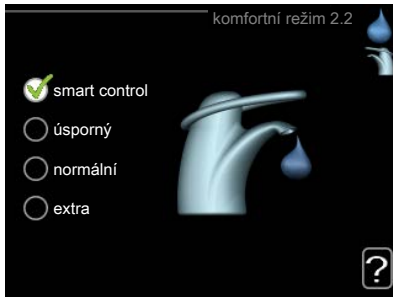 komfortní režim 2.2
smart control
úsporný
normální
extra
?